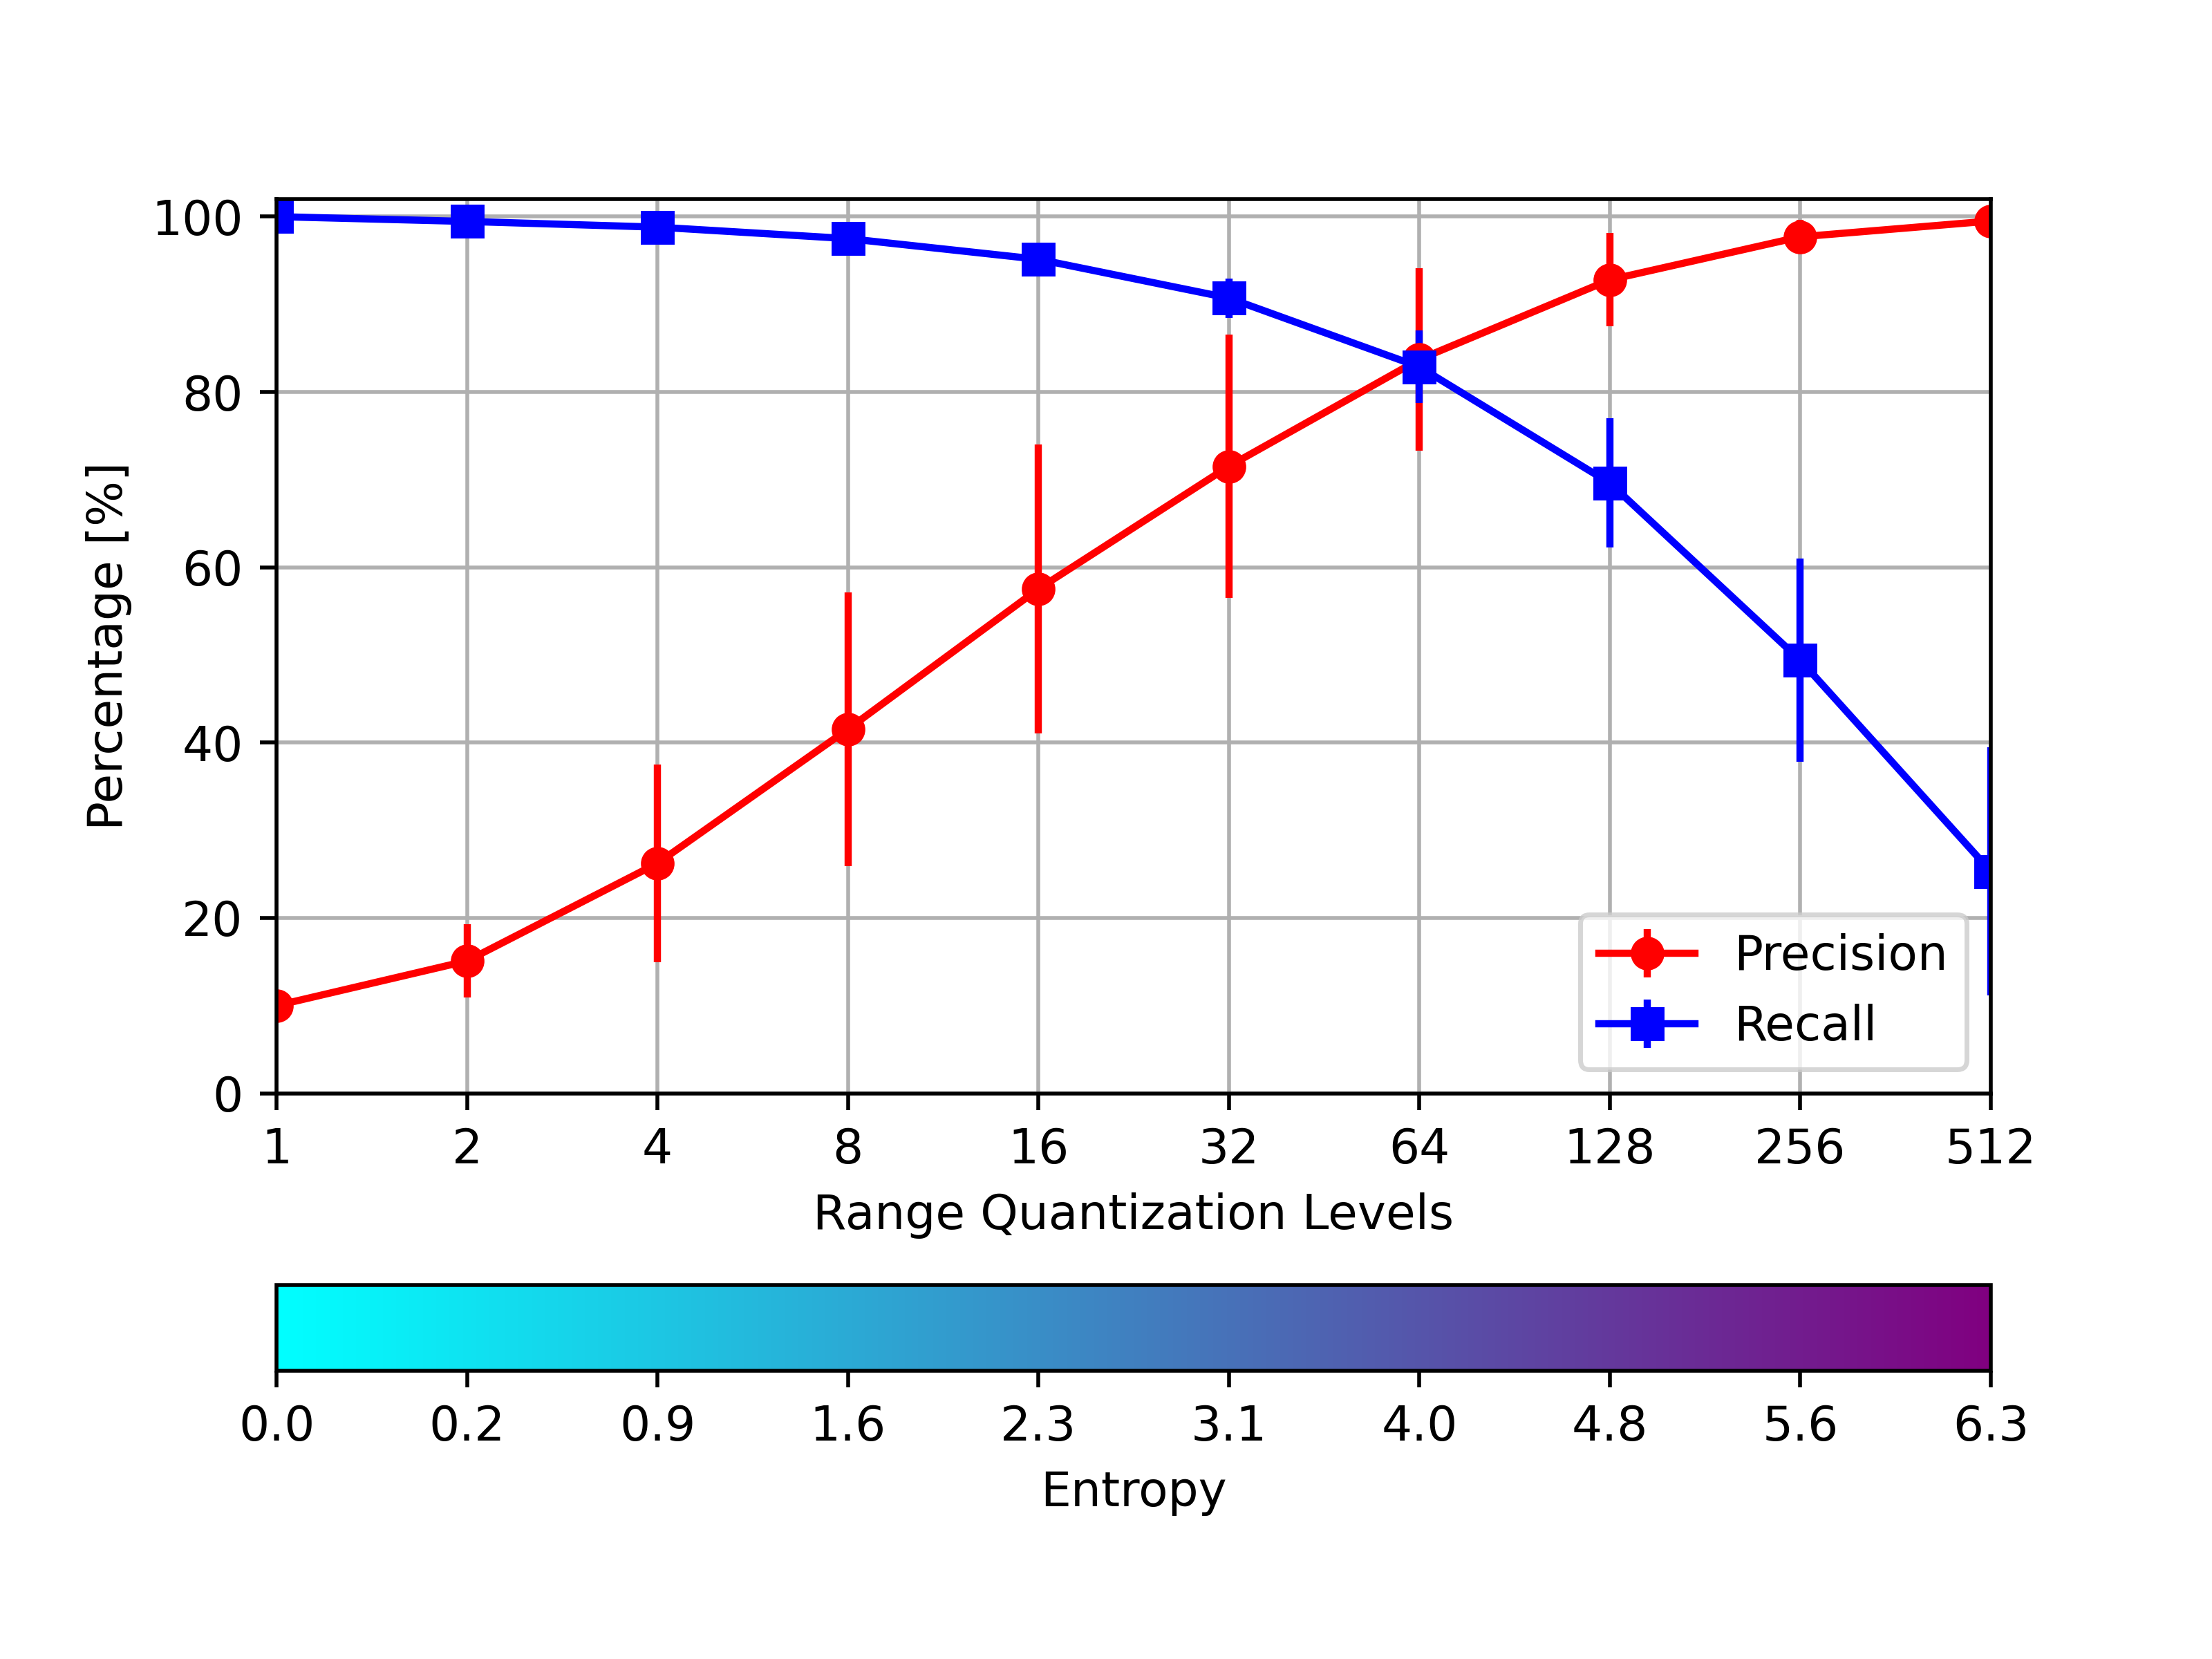 100
80
60
40
20
0
Percentage [%]
Precision
Recall
1 2 4 8 16 32 64 128 256 512
Range Quantization Levels
0.0 0.2 0.9 1.6 2.3 3.1 4.0 4.8 5.6 6.3
Entropy